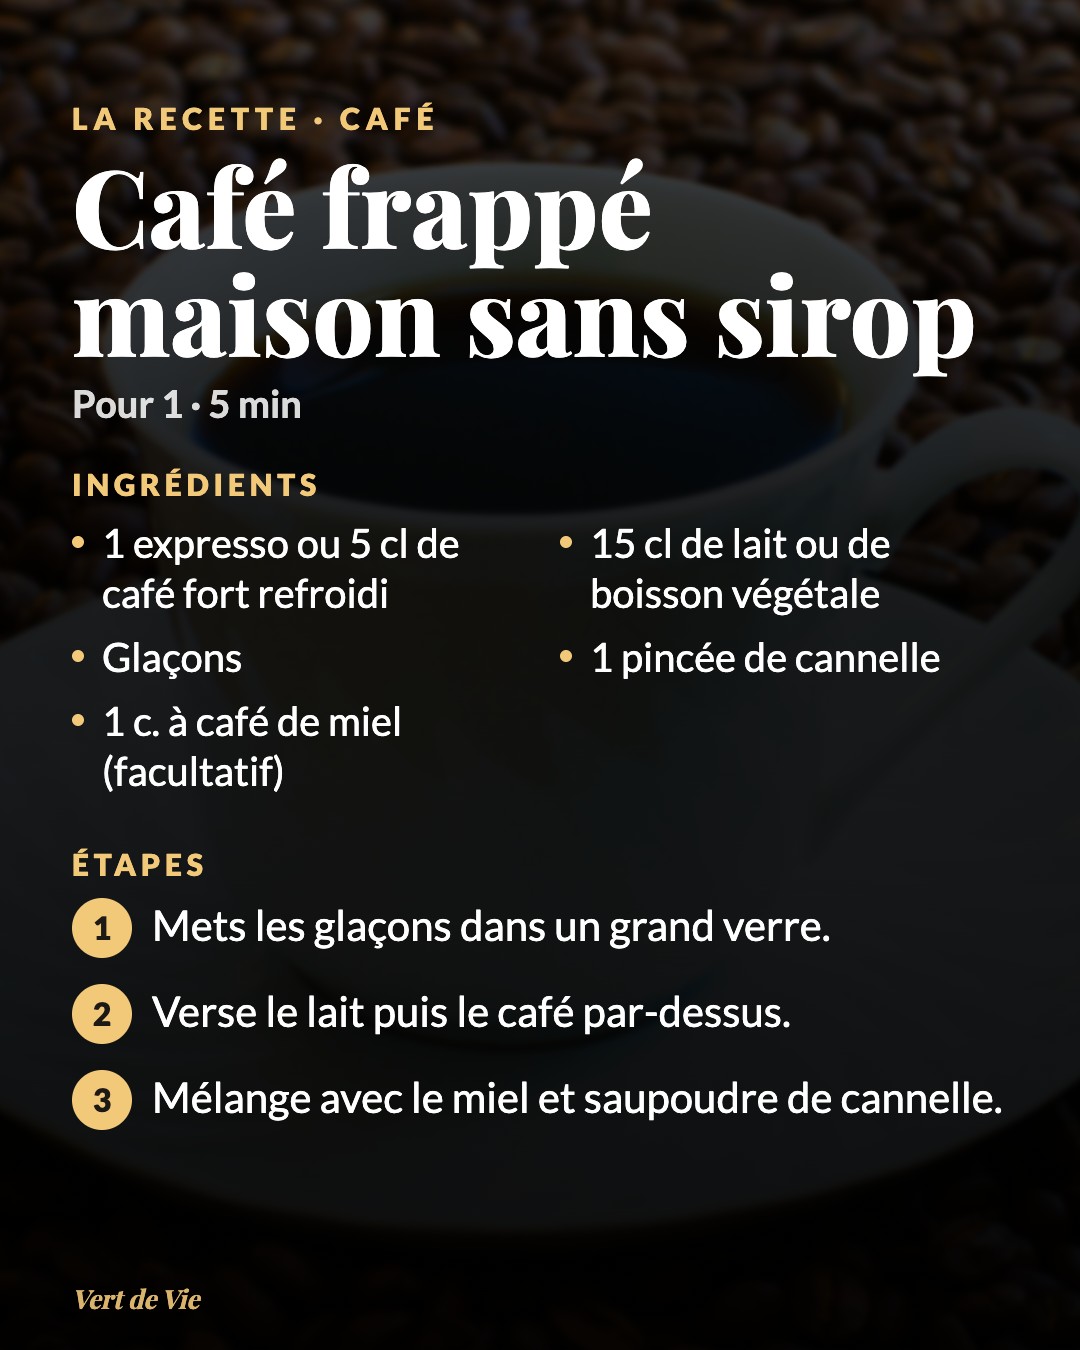 LA RECETTE · CAFÉ
Café frappé
maison sans sirop
Pour 1 · 5 min
INGRÉDIENTS
• 1 expresso ou 5 cl de
café fort refroidi
• 15 cl de lait ou de
boisson végétale
• Glaçons
• 1 pincée de cannelle
• 1 c. à café de miel
(facultatif)
ÉTAPES
1 Mets les glaçons dans un grand verre.
2 Verse le lait puis le café par-dessus.
3 Mélange avec le miel et saupoudre de cannelle.
Vert de Vie